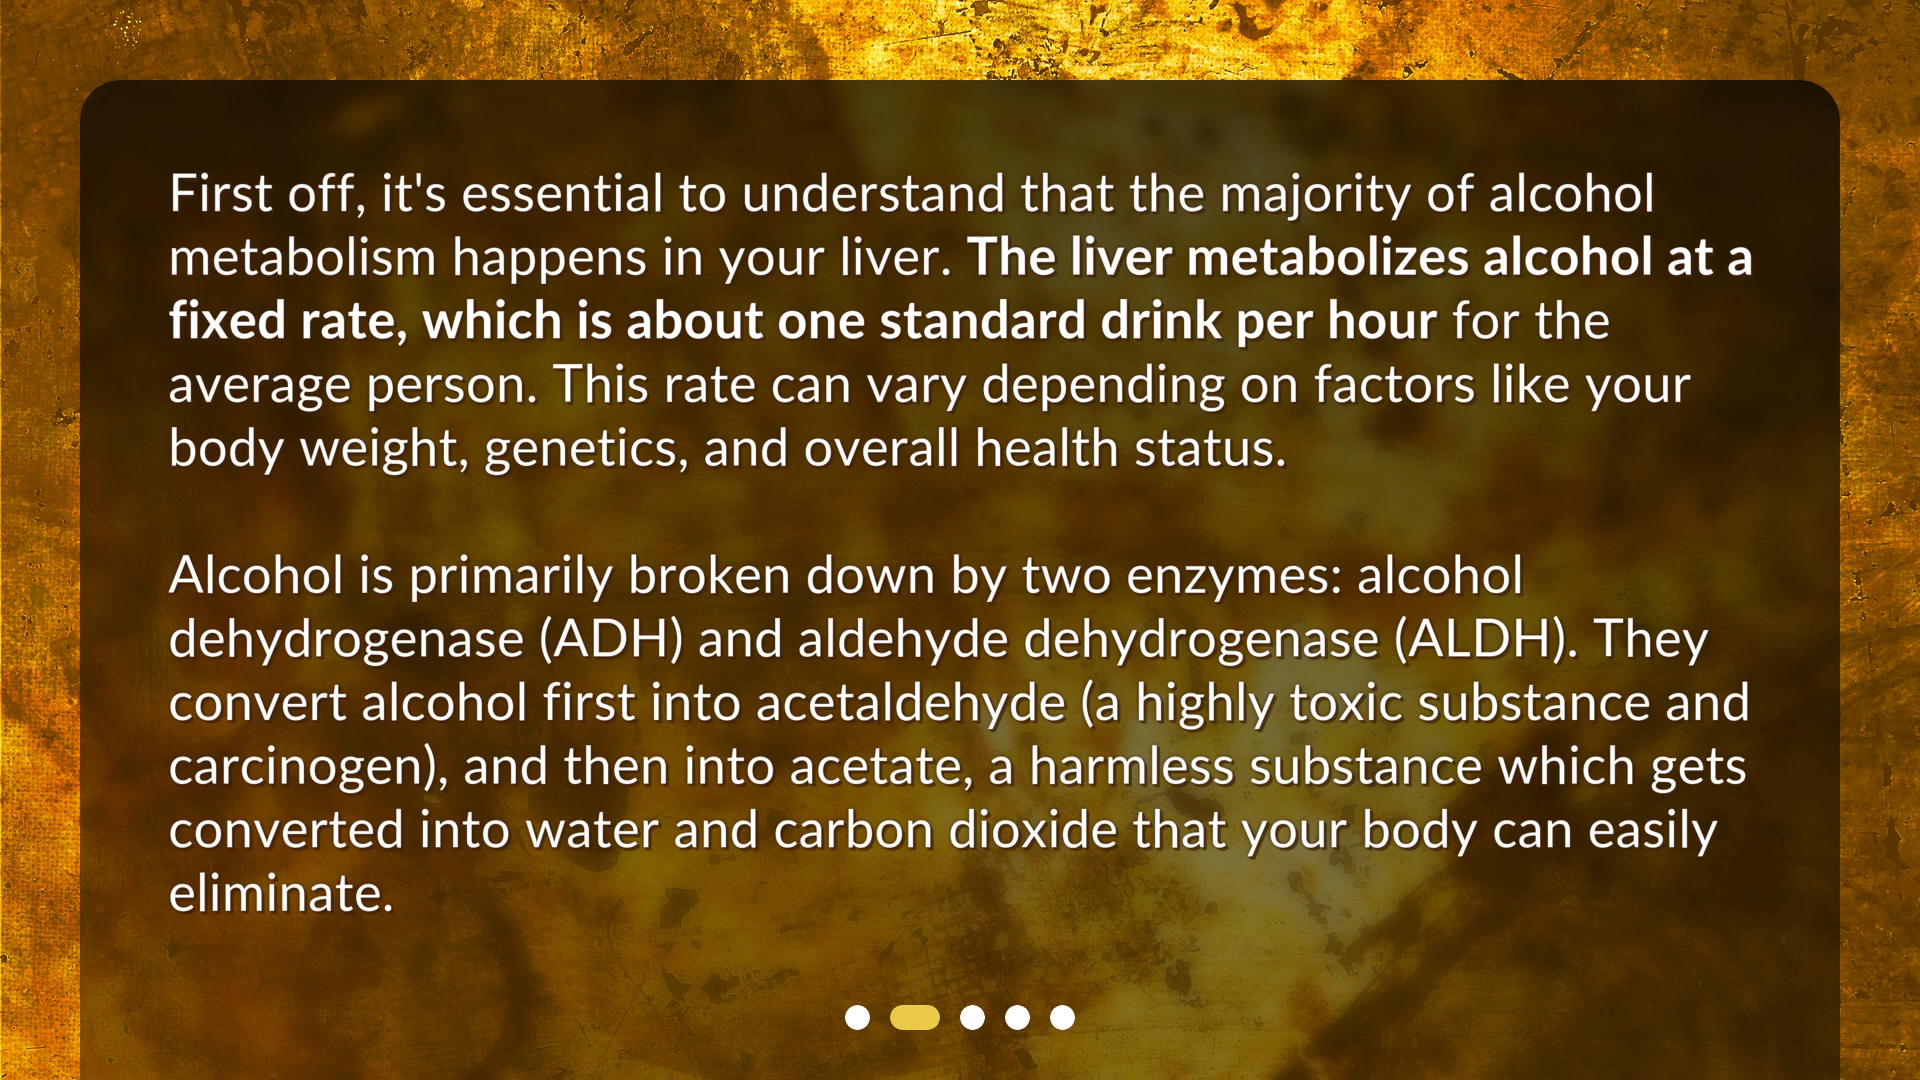 First off, it's essential to understand that the majority of alcohol
metabolism happens in your liver. The liver metabolizes alcohol at a
fixed rate, which is about one standard drink per hour for the
average person. This rate can vary depending on factors like your
body weight, genetics, and overall health status.
Alcohol is primarily broken down by two enzymes: alcohol
dehydrogenase (ADH) and aldehyde dehydrogenase (ALDH). They
convert alcohol first into acetaldehyde (a highly toxic substance and
carcinogen), and then into acetate, a harmless substance which gets
converted into water and carbon dioxide that your body can easily
eliminate.